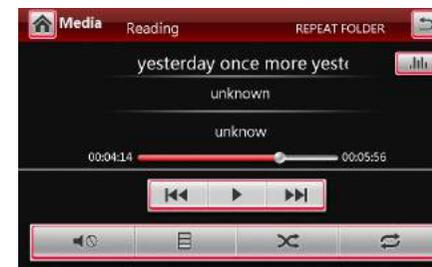 Media Reading REPEAT FOLDER
yesterday once more yest
unknown
unknow
00:04:14 00:05:56